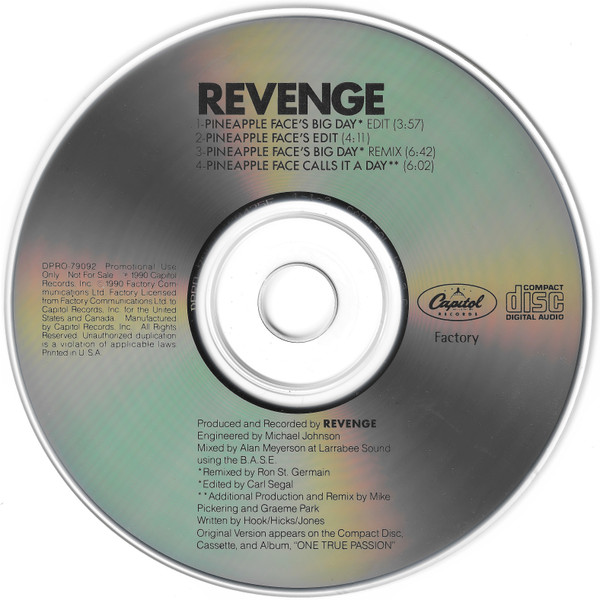 REVENGE
1-PINEAPPLE FACE'S BIG DAY* EDIT (3:57)
2-PINEAPPLE FACE'S EDIT (4:11)
3-PINEAPPLE FACE'S BIG DAY* REMIX (6:42)
4-PINEAPPLE FACE CALLS IT A DAY** (6:02)
DPRO-79092 Promotional Use
Only Not For Sale * 1990 Capitol
Records, Inc. © 1990 Factory Com
munications Ltd. Factory Licensed
from Factory Communications Ltd. to
Capitol Records, Inc. for the United
States and Canada. Manufactured
by Capitol Records, Inc. All Rights
Reserved. Unauthorized duplication
is a violation of applicable laws
Printed in U.S.A.
Capitol
RECORDS
COMPACT
disc
DIGITAL AUDIO
Factory
Produced and Recorded by REVENGE
Engineered by Michael Johnson
Mixed by Alan Meyerson at Larrabee Sound
using the B.A.S.E.
*Remixed by Ron St. Germain
*Edited by Carl Segal
**Additional Production and Remix by Mike
Pickering and Graeme Park
Written by Hook/Hicks/Jones
Original Version appears on the Compact Disc,
Cassette, and Album, "ONE TRUE PASSION"